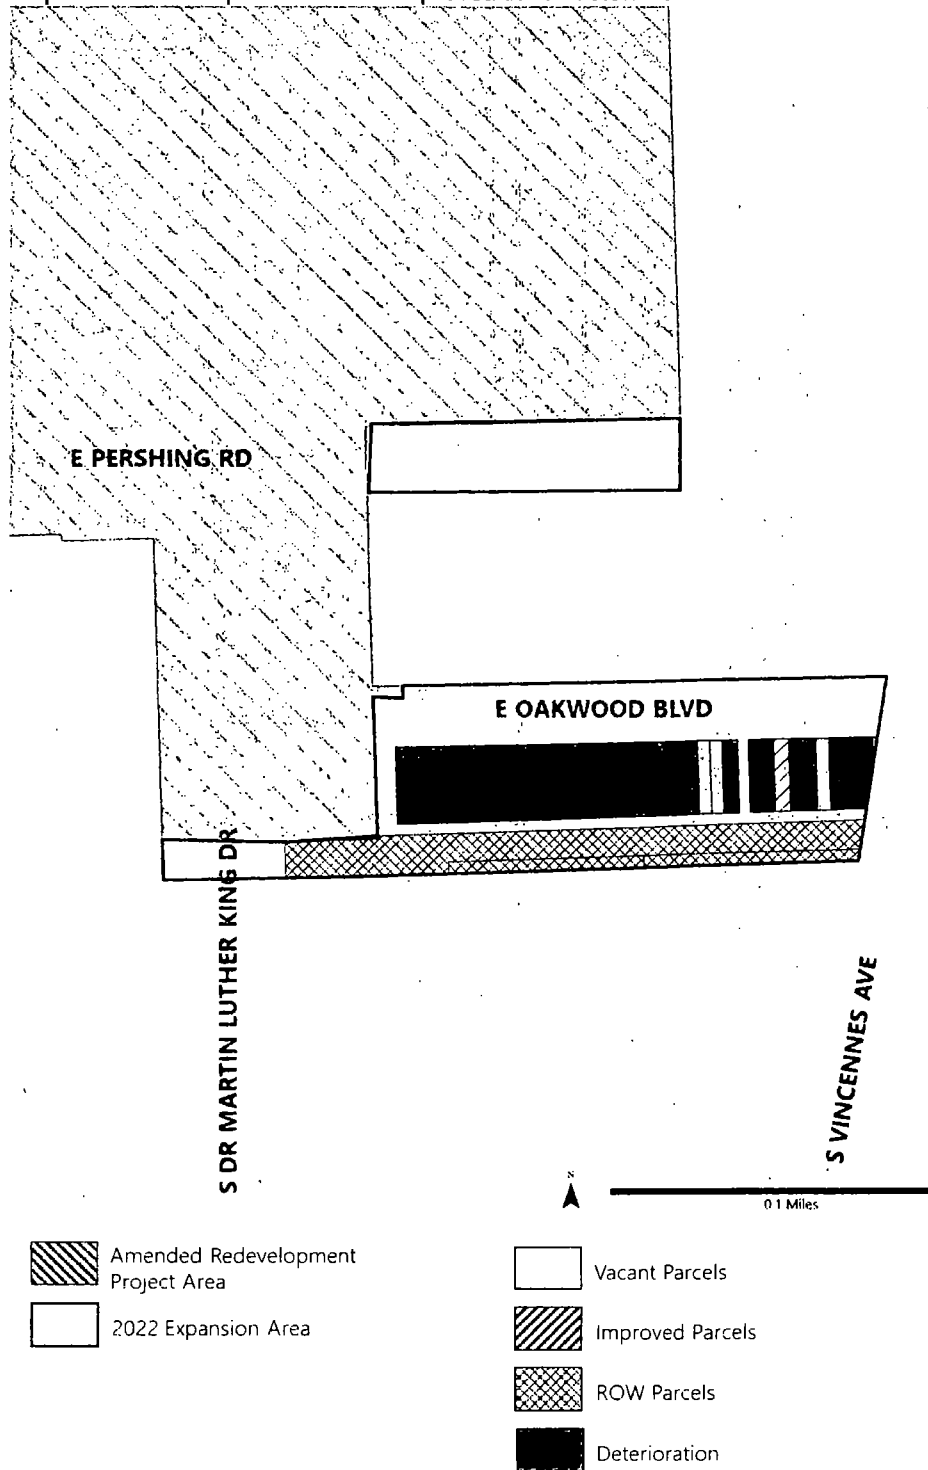 E PERSHING RD
E OAKWOOD BLVD
S DR MARTIN LUTHER KING DR
S VINCENNES AVE
N
0 1 Miles
Amended Redevelopment
Project Area
2022 Expansion Area
Vacant Parcels
Improved Parcels
ROW Parcels
Deterioration